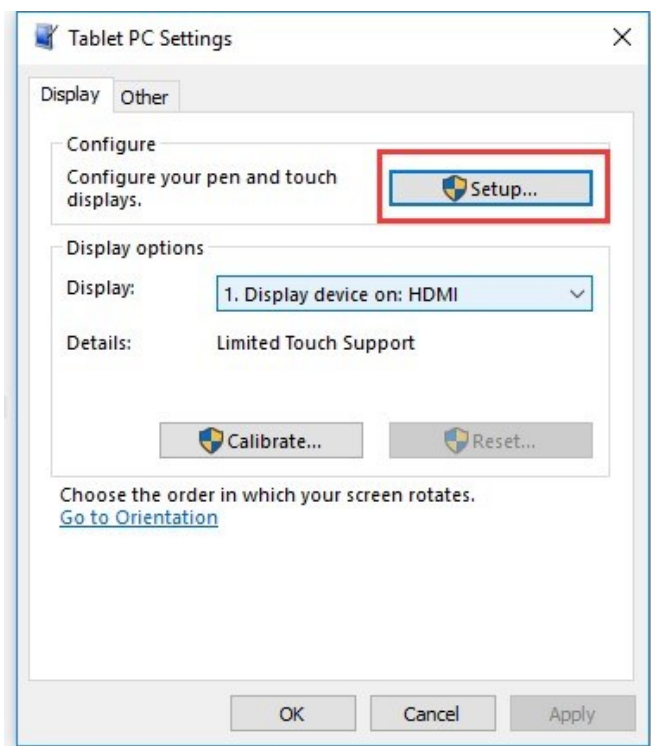 Tablet PC Settings
Display
Other
Configure
Configure your pen and touch
displays.
Setup...
Display options
Display:
1. Display device on: HDMI
Details:
Limited Touch Support
Calibrate...
Reset...
Choose the order in which your screen rotates.
Go to Orientation
OK
Cancel
Apply